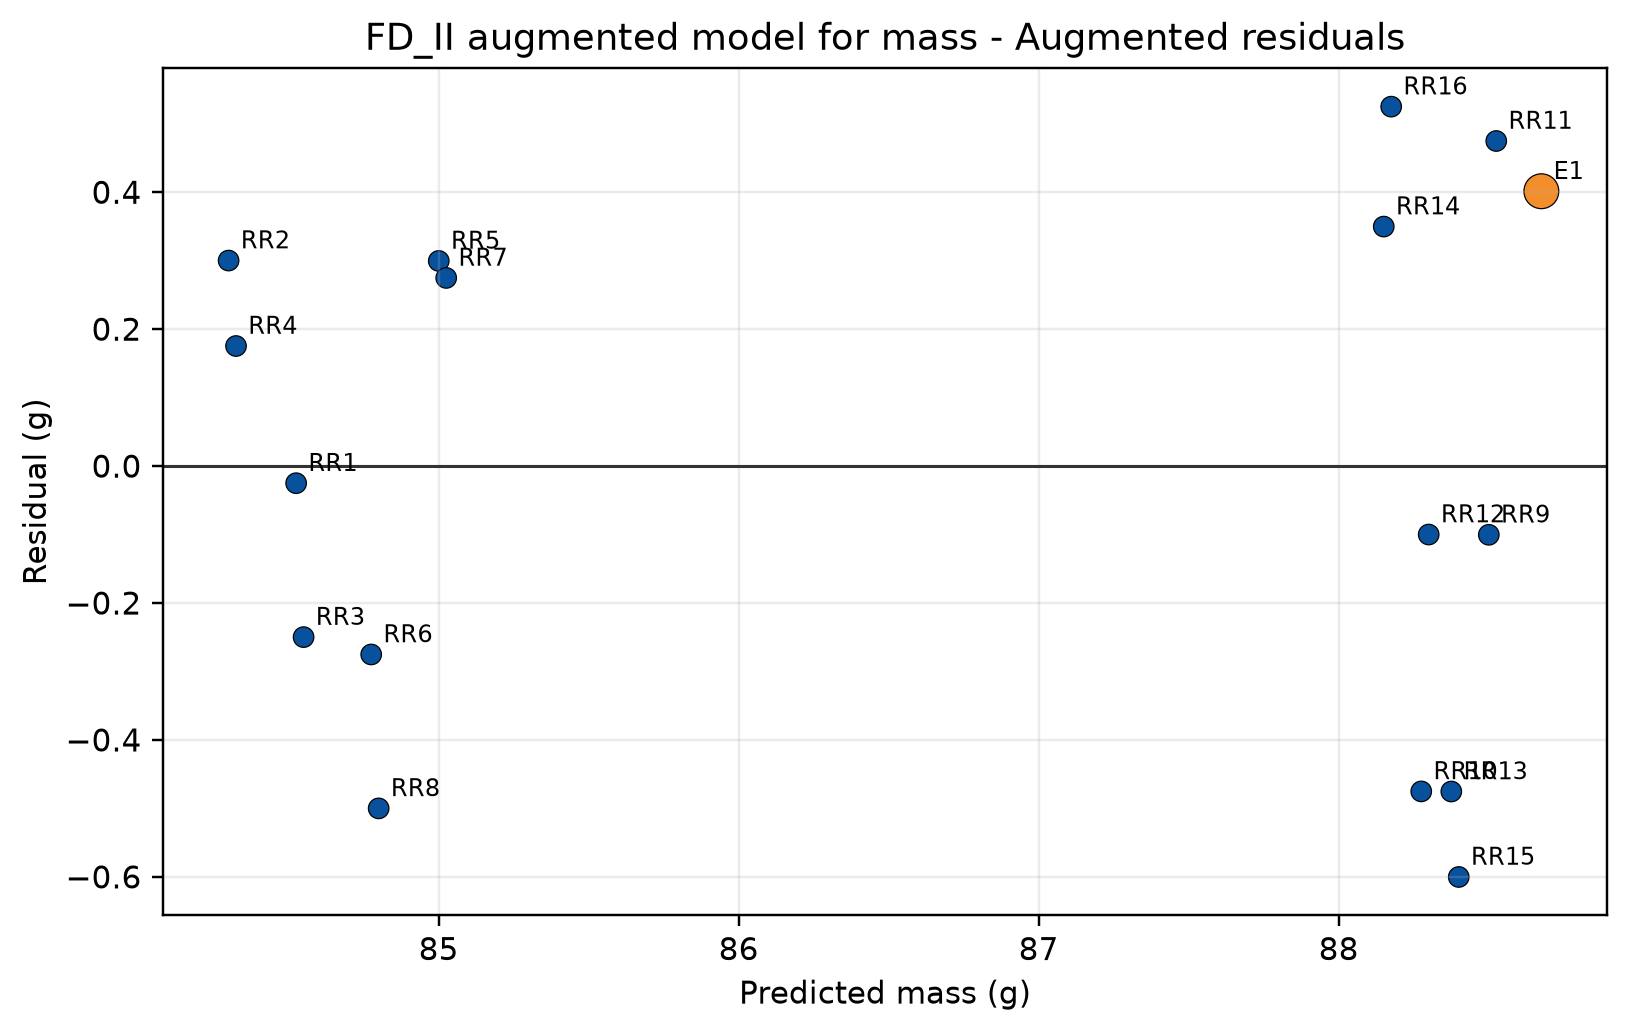 FD_II augmented model for mass - Augmented residuals
RR16
RR11
E1
RR14
RR2
RR5
RR7
RR4
RR1
RR12
RR9
RR3
RR6
RR10
RR13
RR8
RR15
0.4
0.2
0.0
−0.2
−0.4
−0.6
Residual (g)
85
86
87
88
Predicted mass (g)